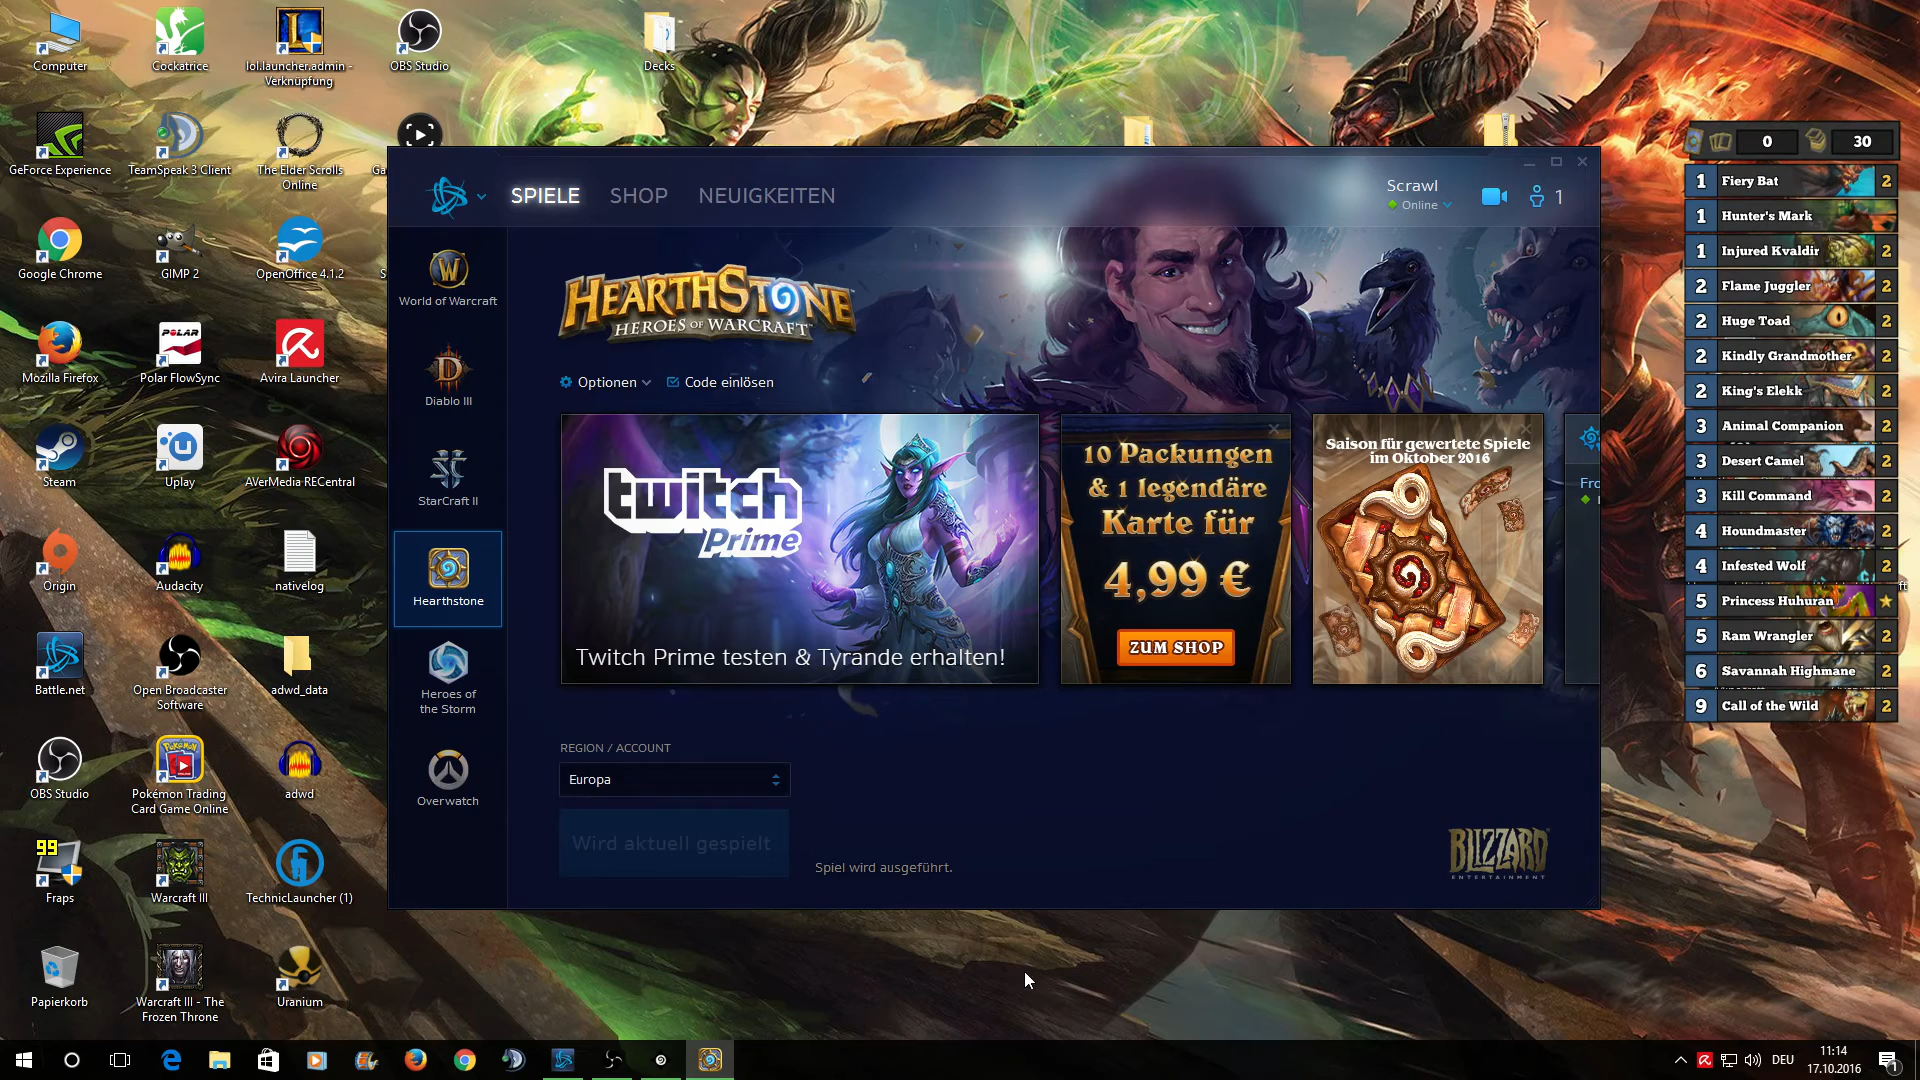 Computer
Cockatrice
lol.launcher.admin -
Verknüpfung
OBS Studio
Decks
GeForce Experience
TeamSpeak 3 Client
The Elder Scrolls
Online
Google Chrome
GIMP 2
OpenOffice 4.1.2
Mozilla Firefox
POLAR
Polar FlowSync
Avira Launcher
Steam
Uplay
AVerMedia RECentral
Origin
Audacity
nativelog
Battle.net
Open Broadcaster
Software
adwd_data
OBS Studio
Pokémon Trading
Card Game Online
adwd
99
Fraps
Warcraft III
TechnicLauncher (1)
Papierkorb
Warcraft III - The
Frozen Throne
Uranium
SPIELE
SHOP
NEUIGKEITEN
Scrawl
Online
1
World of Warcraft
Diablo III
StarCraft II
Hearthstone
Heroes of
the Storm
Overwatch
HEARTHSTONE
HEROES OF WARCRAFT
Optionen
Code einlösen
twitch
Prime
Twitch Prime testen & Tyrande erhalten!
10 Packungen
& 1 legendäre
Karte für
4,99 €
ZUM SHOP
Saison für gewertete Spiele
im Oktober 2016
Fro
REGION / ACCOUNT
Europa
Wird aktuell gespielt
Spiel wird ausgeführt.
BLIZZARD
ENTERTAINMENT
0 30
1 Fiery Bat 2
1 Hunter's Mark 2
1 Injured Kvaldir 2
2 Flame Juggler 2
2 Huge Toad 2
2 Kindly Grandmother 2
2 King's Elekk 2
3 Animal Companion 2
3 Desert Camel 2
3 Kill Command 2
4 Houndmaster 2
4 Infested Wolf 2
5 Princess Huhuran
5 Ram Wrangler 2
6 Savannah Highmane 2
9 Call of the Wild 2
DEU
11:14
17.10.2016
1